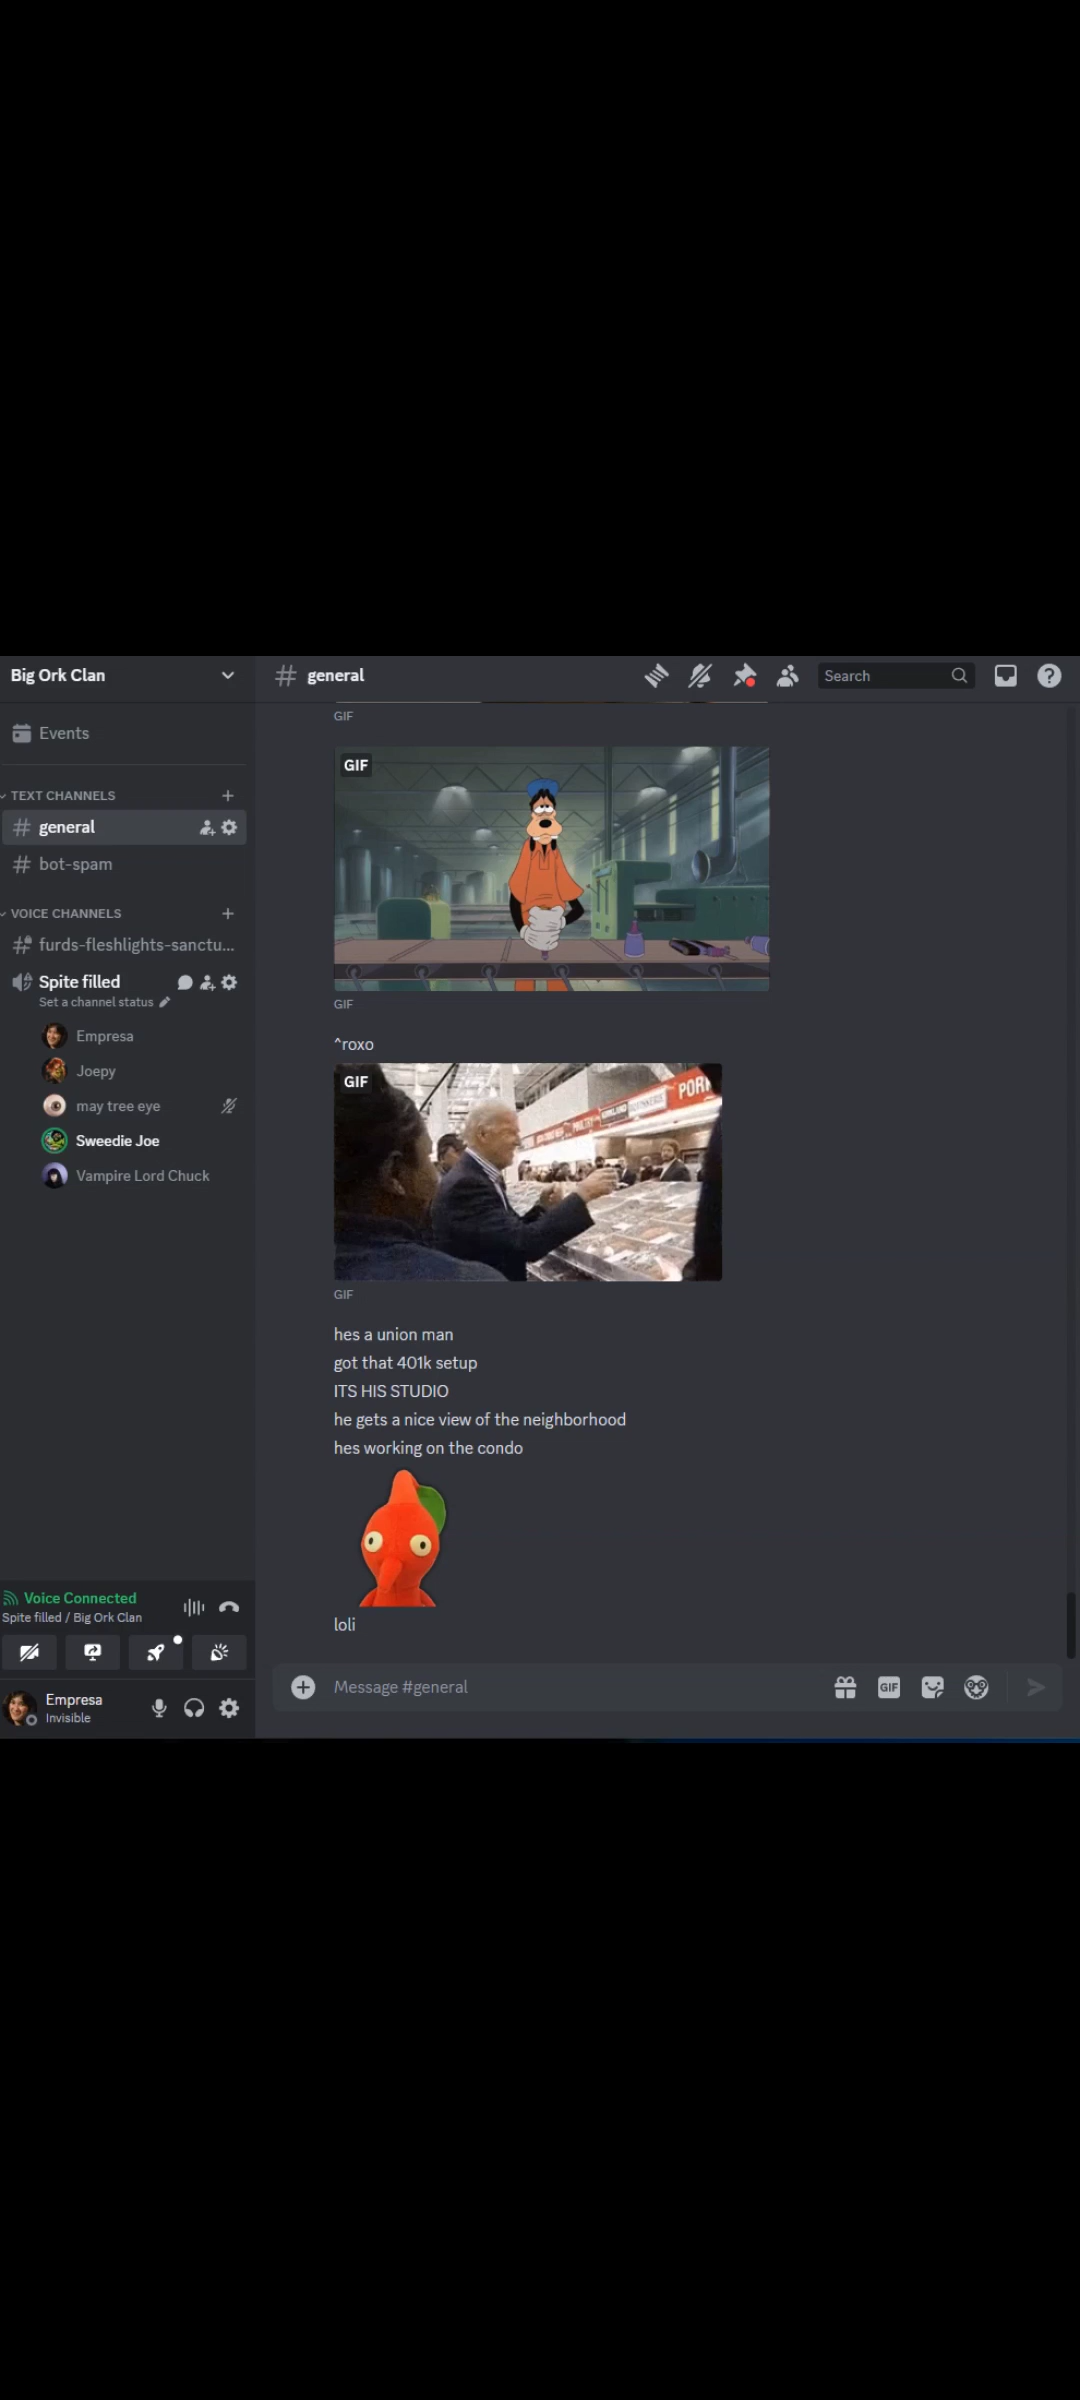 Big Ork Clan
Events
TEXT CHANNELS
general
bot-spam
VOICE CHANNELS
furds-fleshlights-sanctu...
Spite filled
Set a channel status
Empresa
Joepy
may tree eye
Sweedie Joe
Vampire Lord Chuck
Voice Connected
Spite filled / Big Ork Clan
Empresa
Invisible
general
Search
GIF
GIF
GIF
^roxo
GIF
POULTRY
PORK
GIF
hes a union man
got that 401k setup
ITS HIS STUDIO
he gets a nice view of the neighborhood
hes working on the condo
loli
Message #general
GIF